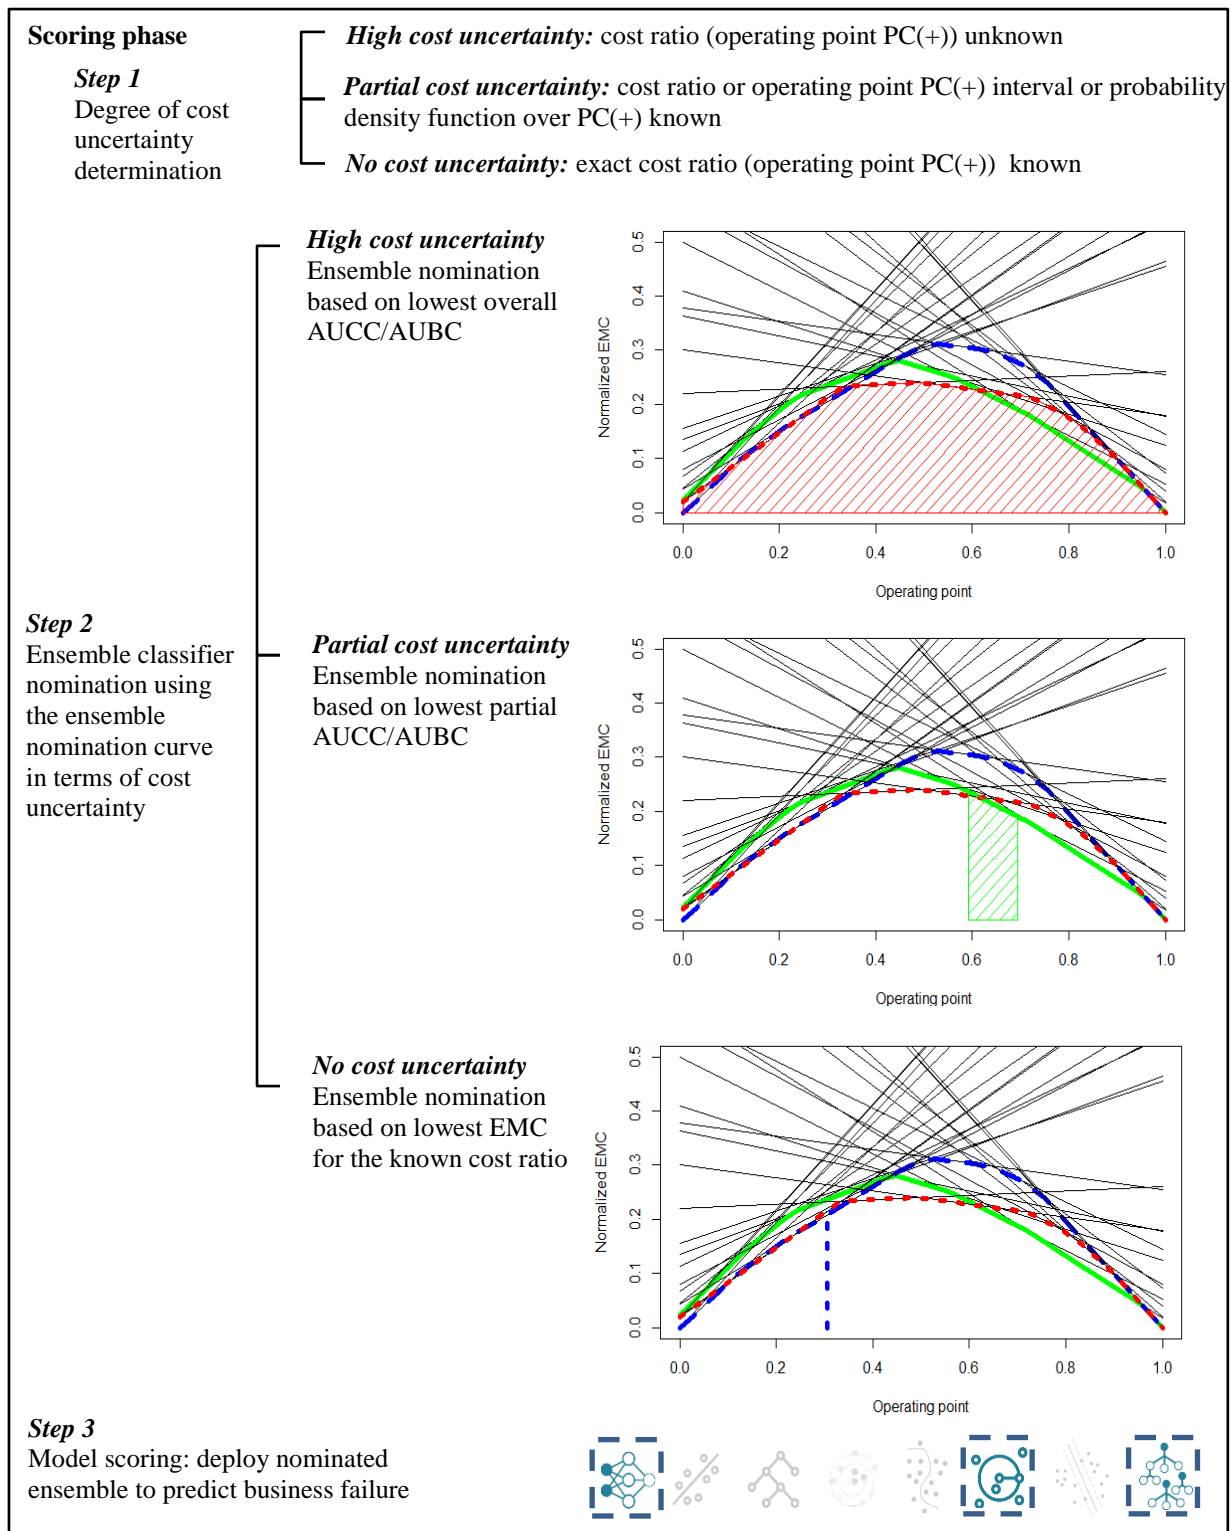 Scoring phase
Step 1
Degree of cost
uncertainty
determination
High cost uncertainty: cost ratio (operating point PC(+)) unknown
Partial cost uncertainty: cost ratio or operating point PC(+) interval or probability
density function over PC(+) known
No cost uncertainty: exact cost ratio (operating point PC(+)) known
High cost uncertainty
Ensemble nomination
based on lowest overall
AUCC/AUBC
Normalized EMC
0.5
0.4
0.3
0.2
0.1
0.0
0.0 0.2 0.4 0.6 0.8 1.0
Operating point
Step 2
Ensemble classifier
nomination using
the ensemble
nomination curve
in terms of cost
uncertainty
Partial cost uncertainty
Ensemble nomination
based on lowest partial
AUCC/AUBC
Normalized EMC
0.5
0.4
0.3
0.2
0.1
0.0
0.0 0.2 0.4 0.6 0.8 1.0
Operating point
No cost uncertainty
Ensemble nomination
based on lowest EMC
for the known cost ratio
Normalized EMC
0.5
0.4
0.3
0.2
0.1
0.0
0.0 0.2 0.4 0.6 0.8 1.0
Operating point
Step 3
Model scoring: deploy nominated
ensemble to predict business failure